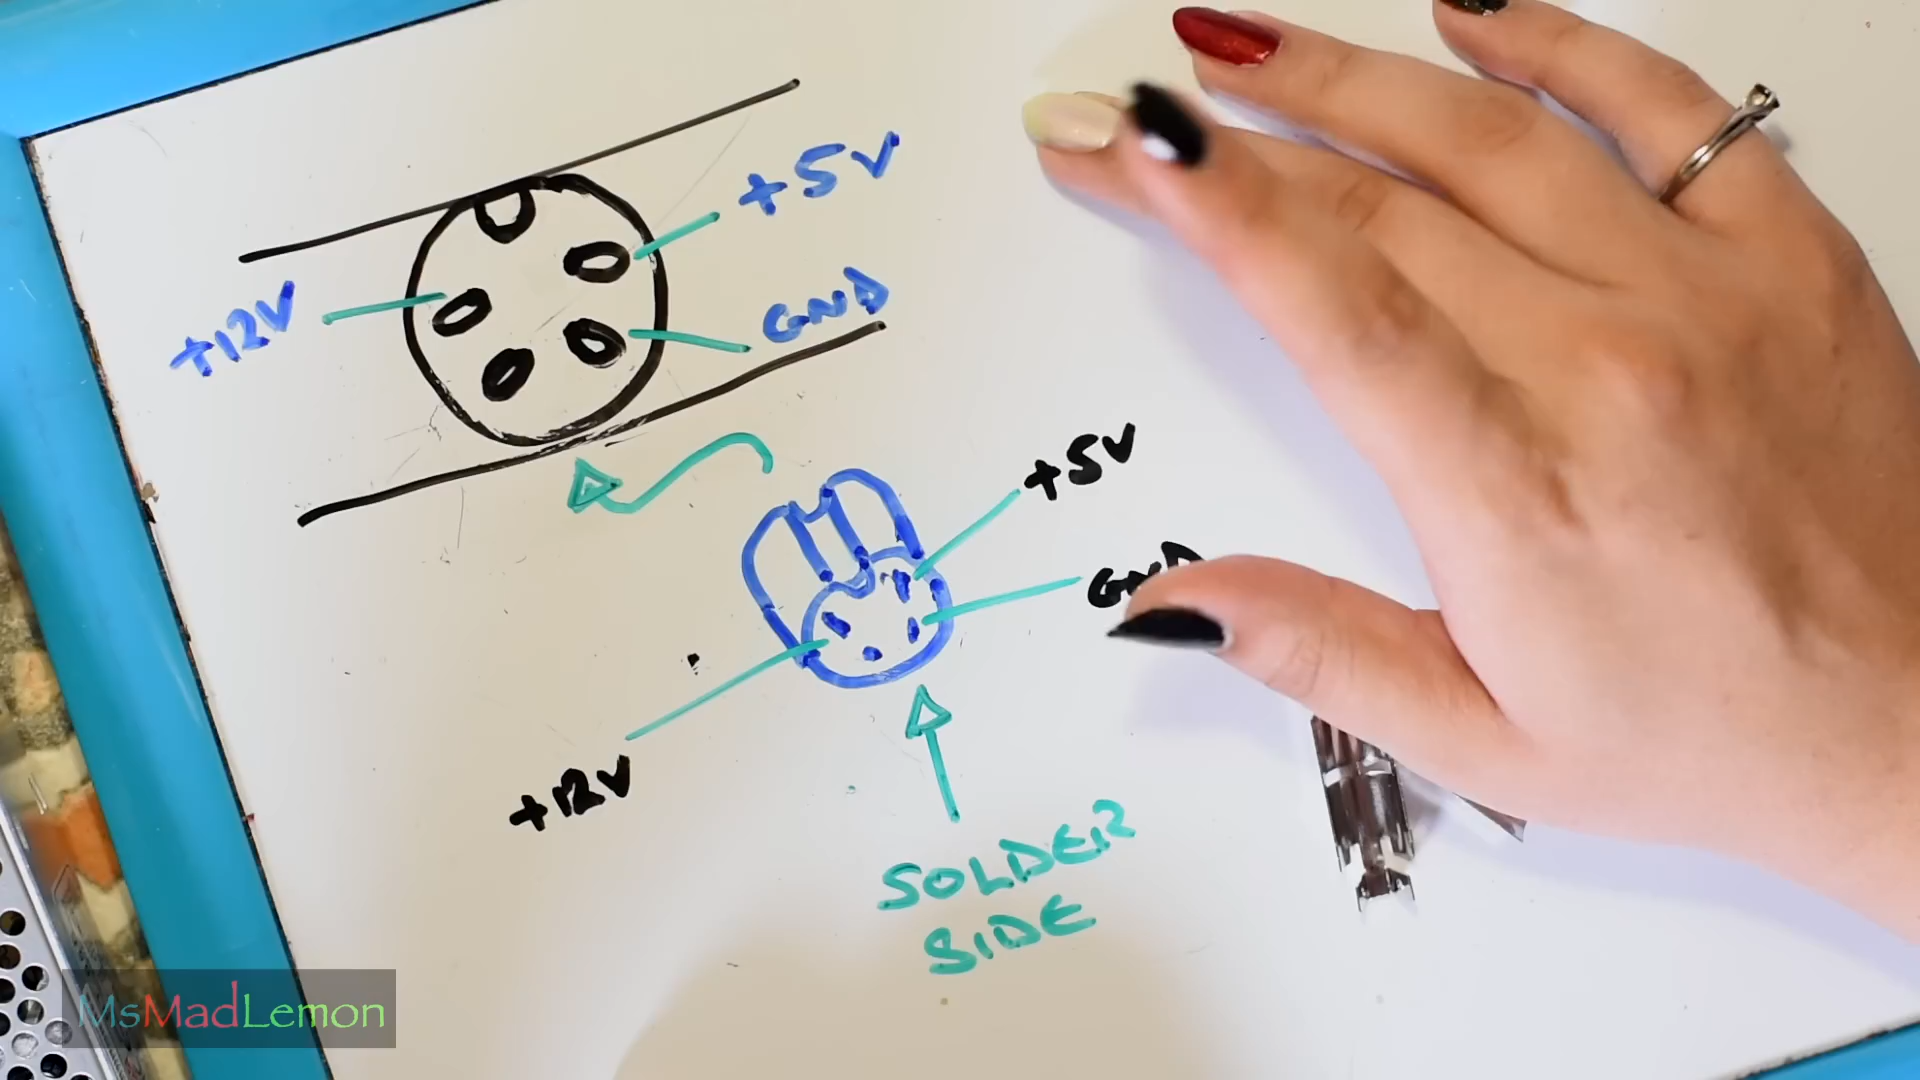 +5V
+12V
GND
+5V
GND
+12V
SOLDER
SIDE
MsMadLemon